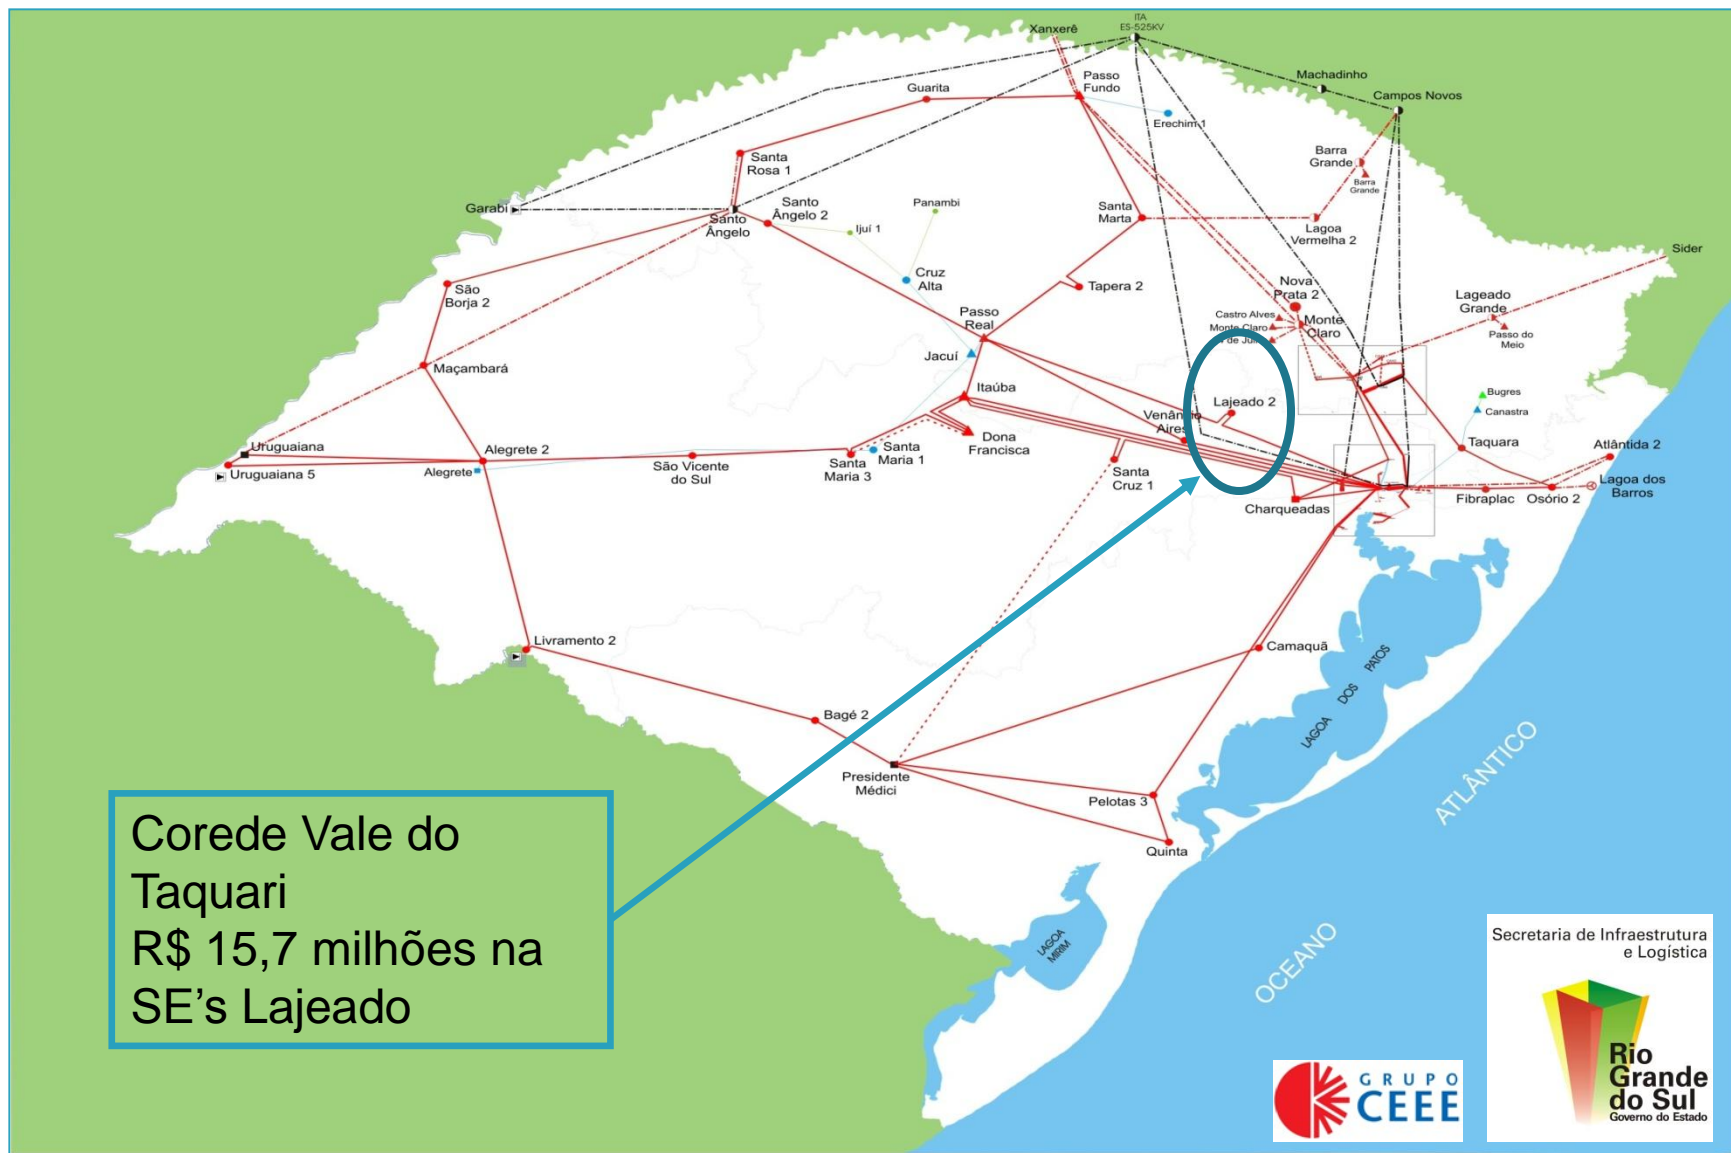 ITA
ES-525KV
Xanxerê
Machadinho
Passo
Fundo
Guarita
Campos Novos
Erechim 1
Barra
Grande
Barra
Grande
Santa
Rosa 1
Garabi
Santo
Ângelo
Santo
Ângelo 2
Panambi
Ijuí 1
Santa
Marta
Lagoa
Vermelha 2
Sider
Cruz
Alta
São
Borja 2
Tapera 2
Nova
Prata 2
Lageado
Grande
Passo
Real
Castro Alves
Monte Claro
de Julho
Monte
Claro
Passo do
Meio
Jacuí
Maçambará
Itaúba
Bugres
Canastra
Lajeado 2
Venâncio
Aires
Dona
Francisca
Uruguaiana
Uruguaiana 5
Alegrete 2
Alegrete
São Vicente
do Sul
Santa
Maria 3
Santa
Maria 1
Santa
Cruz 1
Taquara
Atlântida 2
Charqueadas
Fibraplac
Osório 2
Lagoa dos
Barros
Livramento 2
Camaquã
LAGOA DOS PATOS
Bagé 2
Presidente
Médici
Pelotas 3
Quinta
LAGOA
MIRIM
OCEANO ATLÂNTICO
Corede Vale do
Taquari
R$ 15,7 milhões na
SE’s Lajeado
GRUPO
CEEE
Secretaria de Infraestrutura
e Logística
Rio
Grande
do Sul
Governo do Estado